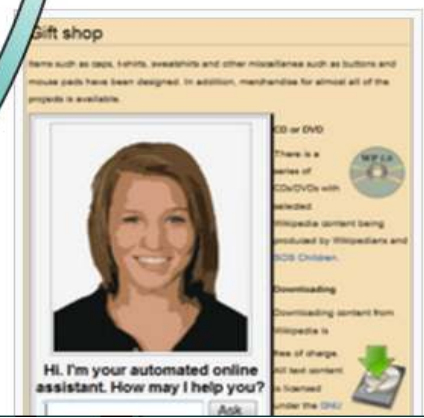 Gift shop
Items such as caps, t-shirts, sweatshirts and other miscellanea such as buttons and
mouse pads have been designed. In addition, merchandise for almost all of the
projects is available.
CD or DVD
There is a
series of
CDs/DVDs with
selected
Wikipedia content being
produced by Wikipedians and
SOS Children.
Downloading
Downloading content from
Wikipedia is
free of charge.
All text content
is licensed
under the GNU
WP 1.0
Hi. I'm your automated online
assistant. How may I help you?
Ask